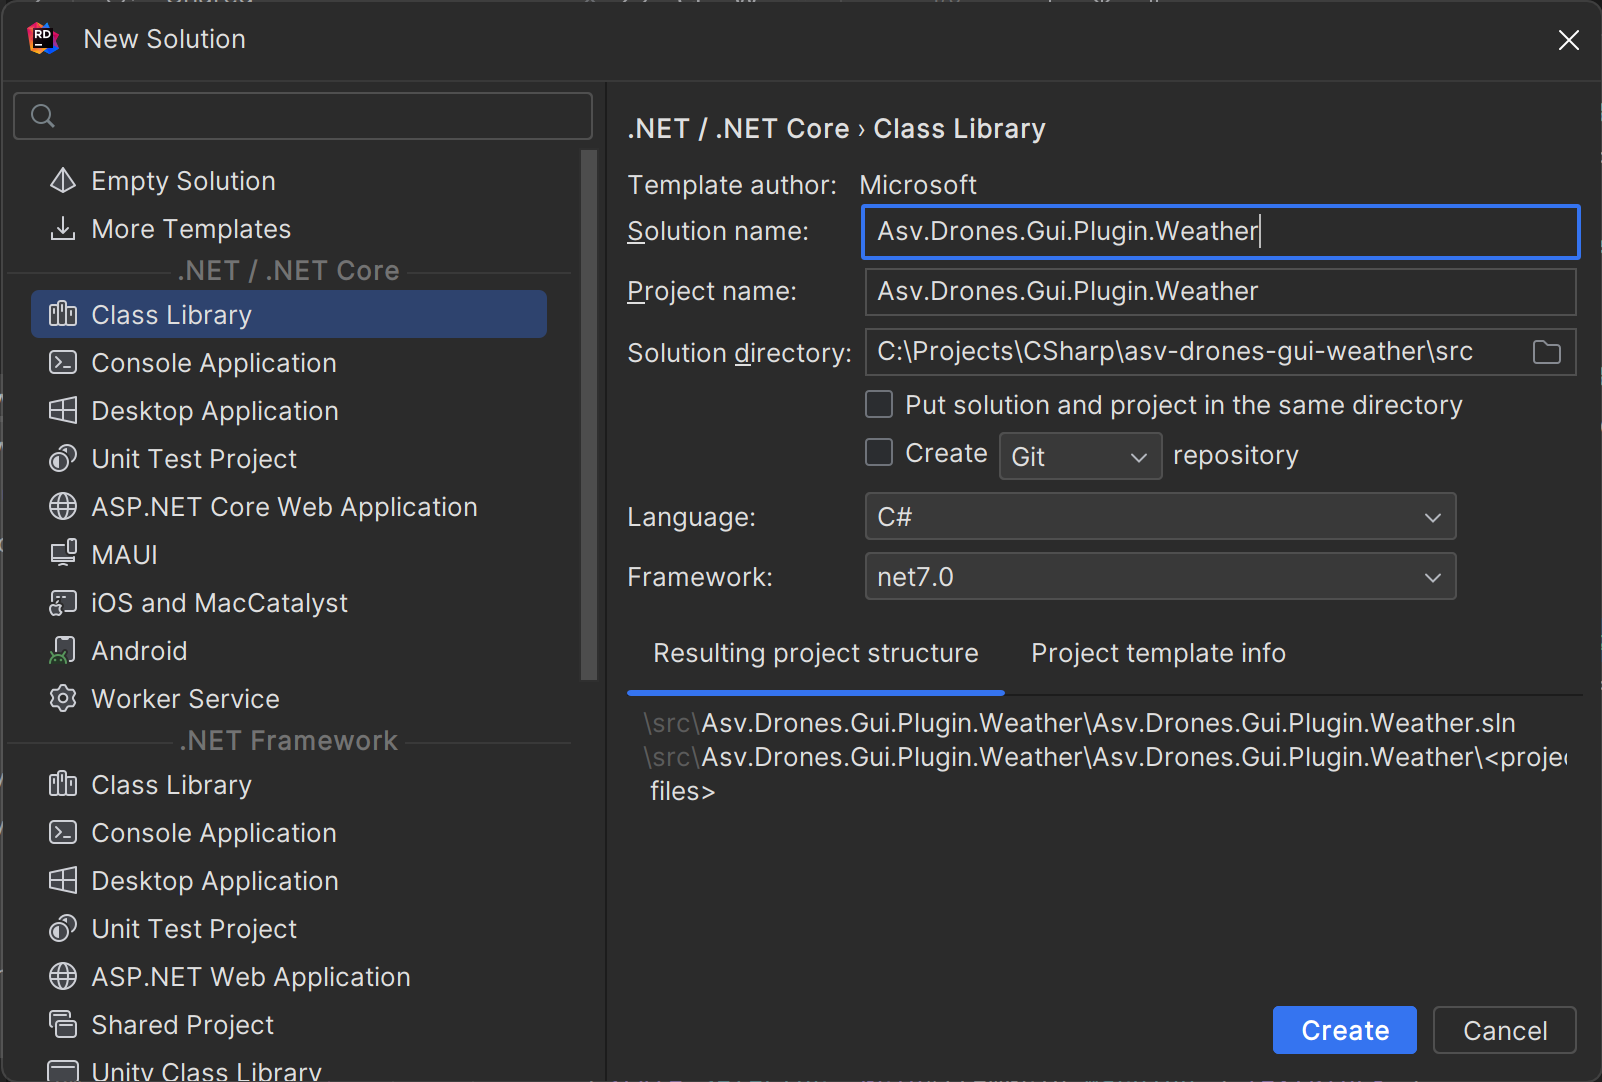 RD
New Solution
Empty Solution
More Templates
.NET / .NET Core
Class Library
Console Application
Desktop Application
Unit Test Project
ASP.NET Core Web Application
MAUI
iOS and MacCatalyst
Android
Worker Service
.NET Framework
Class Library
Console Application
Desktop Application
Unit Test Project
ASP.NET Web Application
Shared Project
Unity Class Library
.NET / .NET Core › Class Library
Template author: Microsoft
Solution name: Asv.Drones.Gui.Plugin.Weather
Project name: Asv.Drones.Gui.Plugin.Weather
Solution directory: C:\Projects\CSharp\asv-drones-gui-weather\src
Put solution and project in the same directory
Create Git repository
Language: C#
Framework: net7.0
Resulting project structure Project template info
\src\Asv.Drones.Gui.Plugin.Weather\Asv.Drones.Gui.Plugin.Weather.sln
\src\Asv.Drones.Gui.Plugin.Weather\Asv.Drones.Gui.Plugin.Weather\<projec
files>
Create Cancel